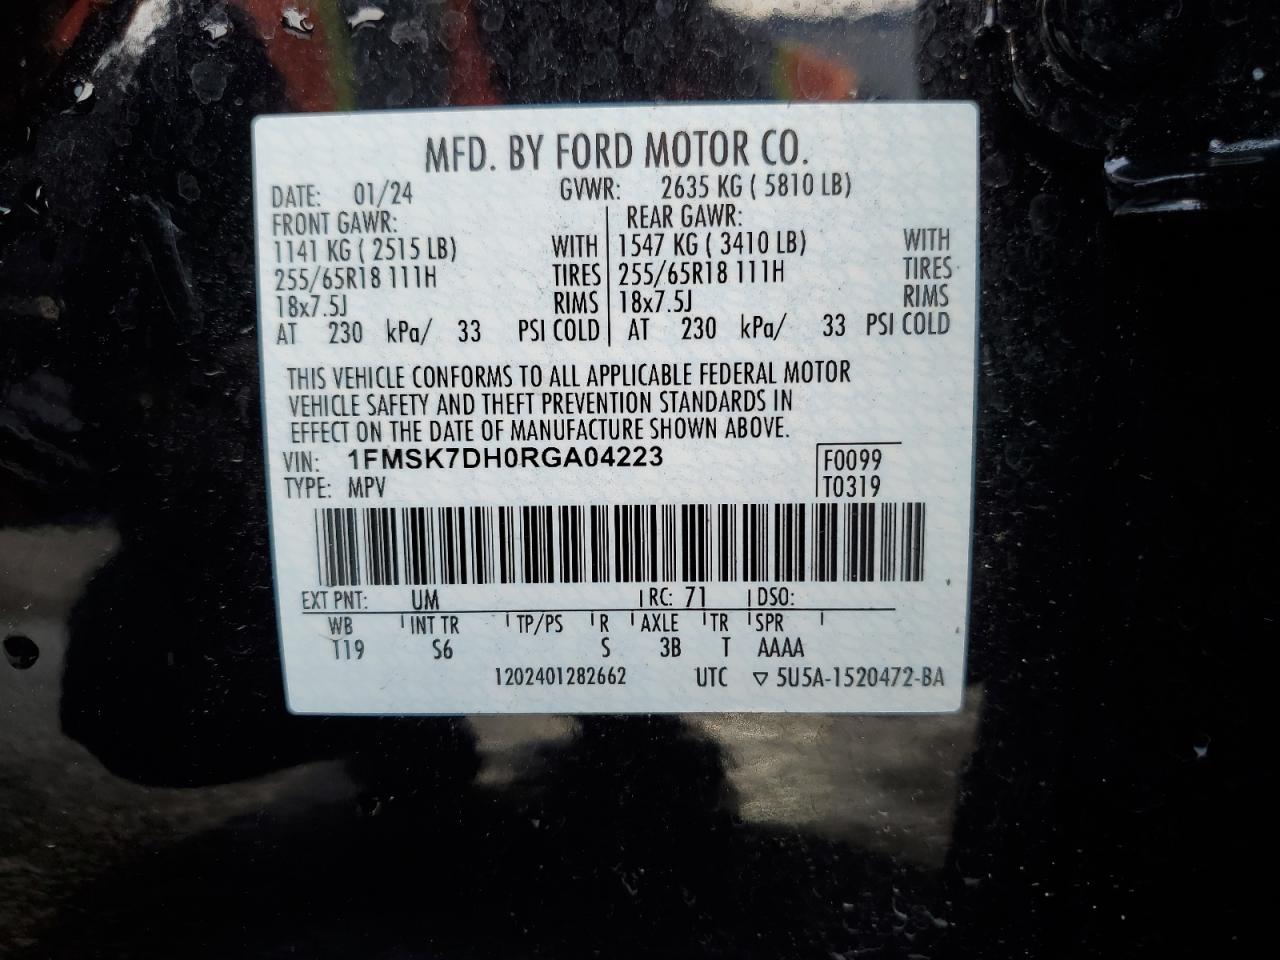 MFD. BY FORD MOTOR CO.
DATE: 01/24 GVWR: 2635 KG ( 5810 LB)
FRONT GAWR: REAR GAWR:
1141 KG ( 2515 LB) WITH 1547 KG ( 3410 LB) WITH
255/65R18 111H TIRES 255/65R18 111H TIRES
18x7.5J RIMS 18x7.5J RIMS
AT 230 kPa/ 33 PSI COLD AT 230 kPa/ 33 PSI COLD
THIS VEHICLE CONFORMS TO ALL APPLICABLE FEDERAL MOTOR
VEHICLE SAFETY AND THEFT PREVENTION STANDARDS IN
EFFECT ON THE DATE OF MANUFACTURE SHOWN ABOVE.
VIN: 1FMSK7DH0RGA04223 F0099
TYPE: MPV T0319
EXT PNT: UM RC: 71 DSO:
WB INT TR TP/PS R AXLE TR SPR
119 S6 S 3B T AAAA
1202401282662 UTC ▽ 5U5A-1520472-BA